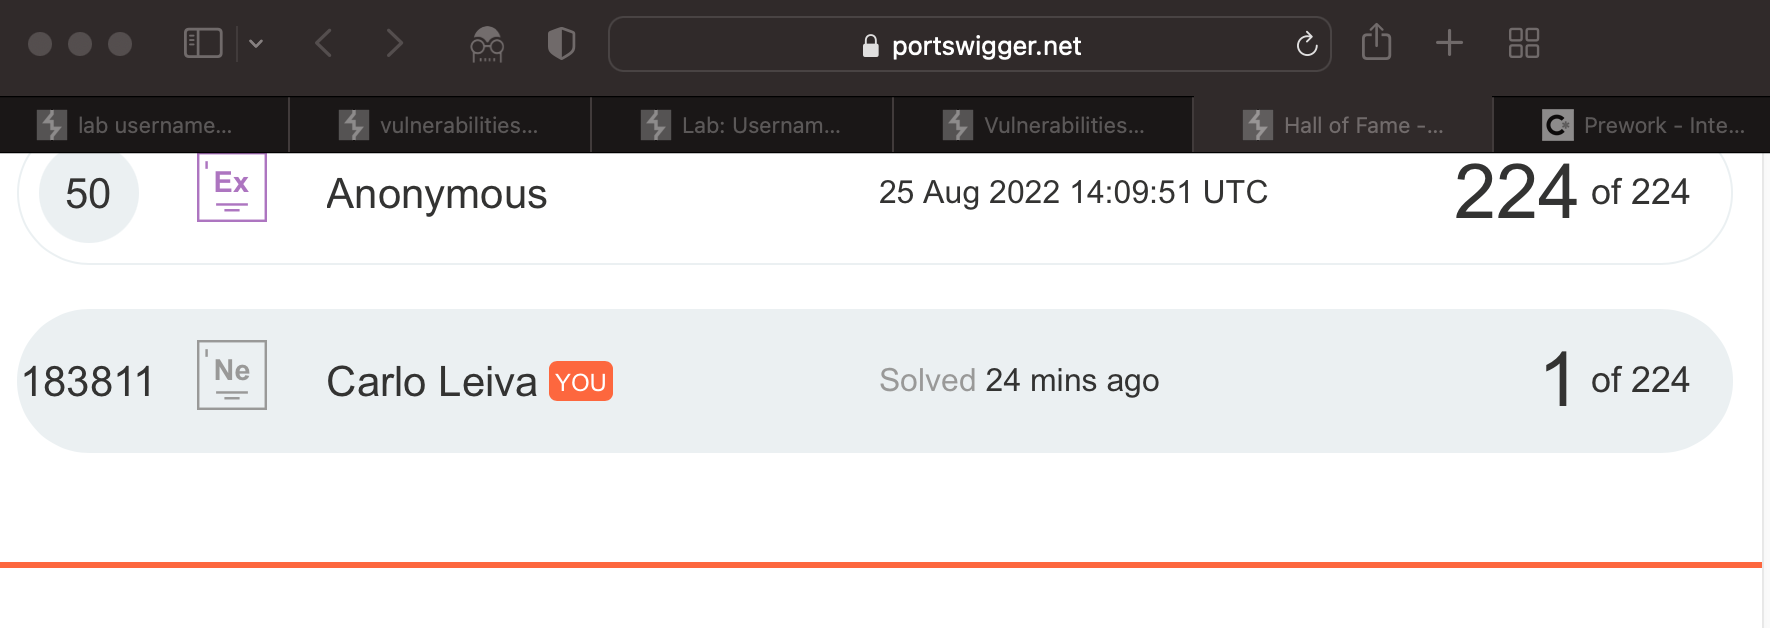 portswigger.net
lab username...
vulnerabilities...
Lab: Usernam...
Vulnerabilities...
Hall of Fame -...
C
Prework - Inte...
50
Ex
Anonymous
25 Aug 2022 14:09:51 UTC
224 of 224
183811
Ne
Carlo Leiva YOU
Solved 24 mins ago
1 of 224